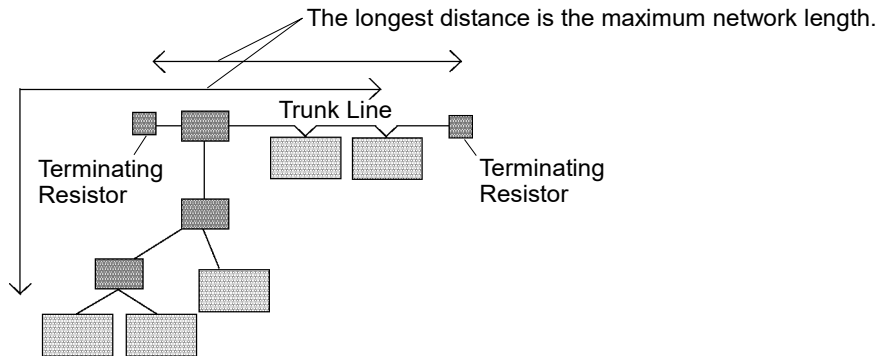 The longest distance is the maximum network length.
Trunk Line
Terminating
Resistor
Terminating
Resistor